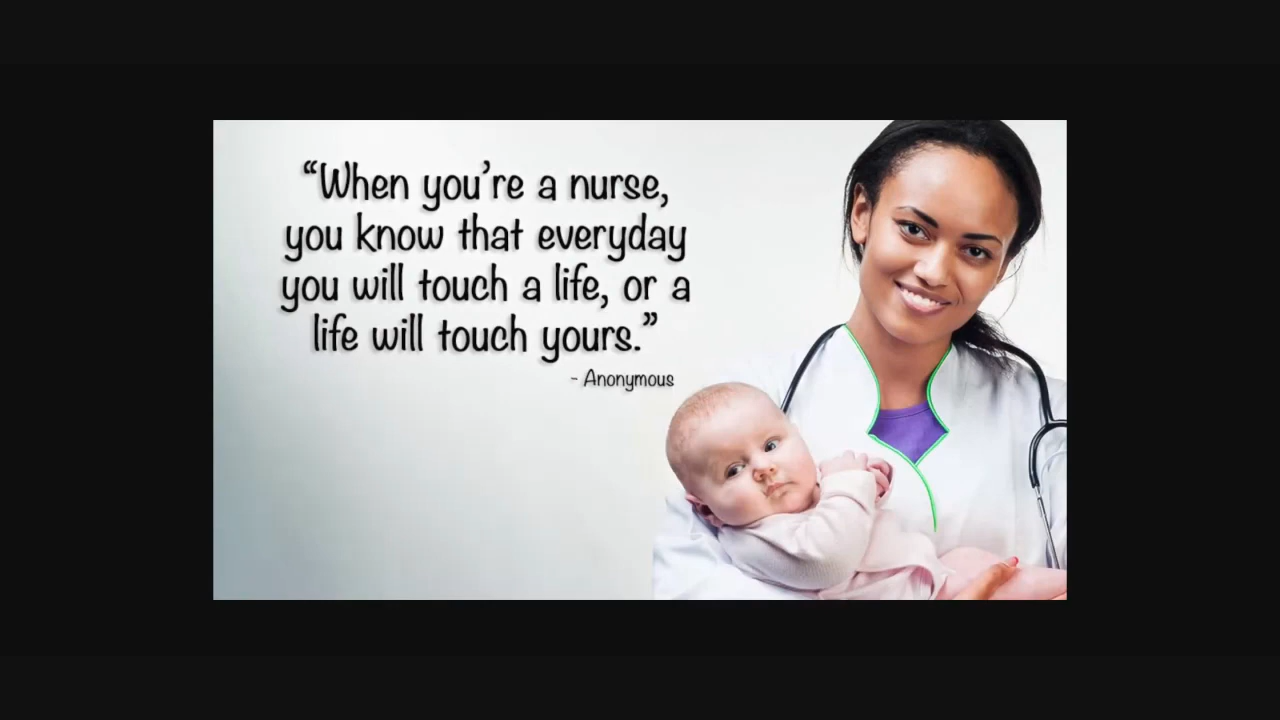 “When you’re a nurse,
you know that everyday
you will touch a life, or a
life will touch yours.”
- Anonymous